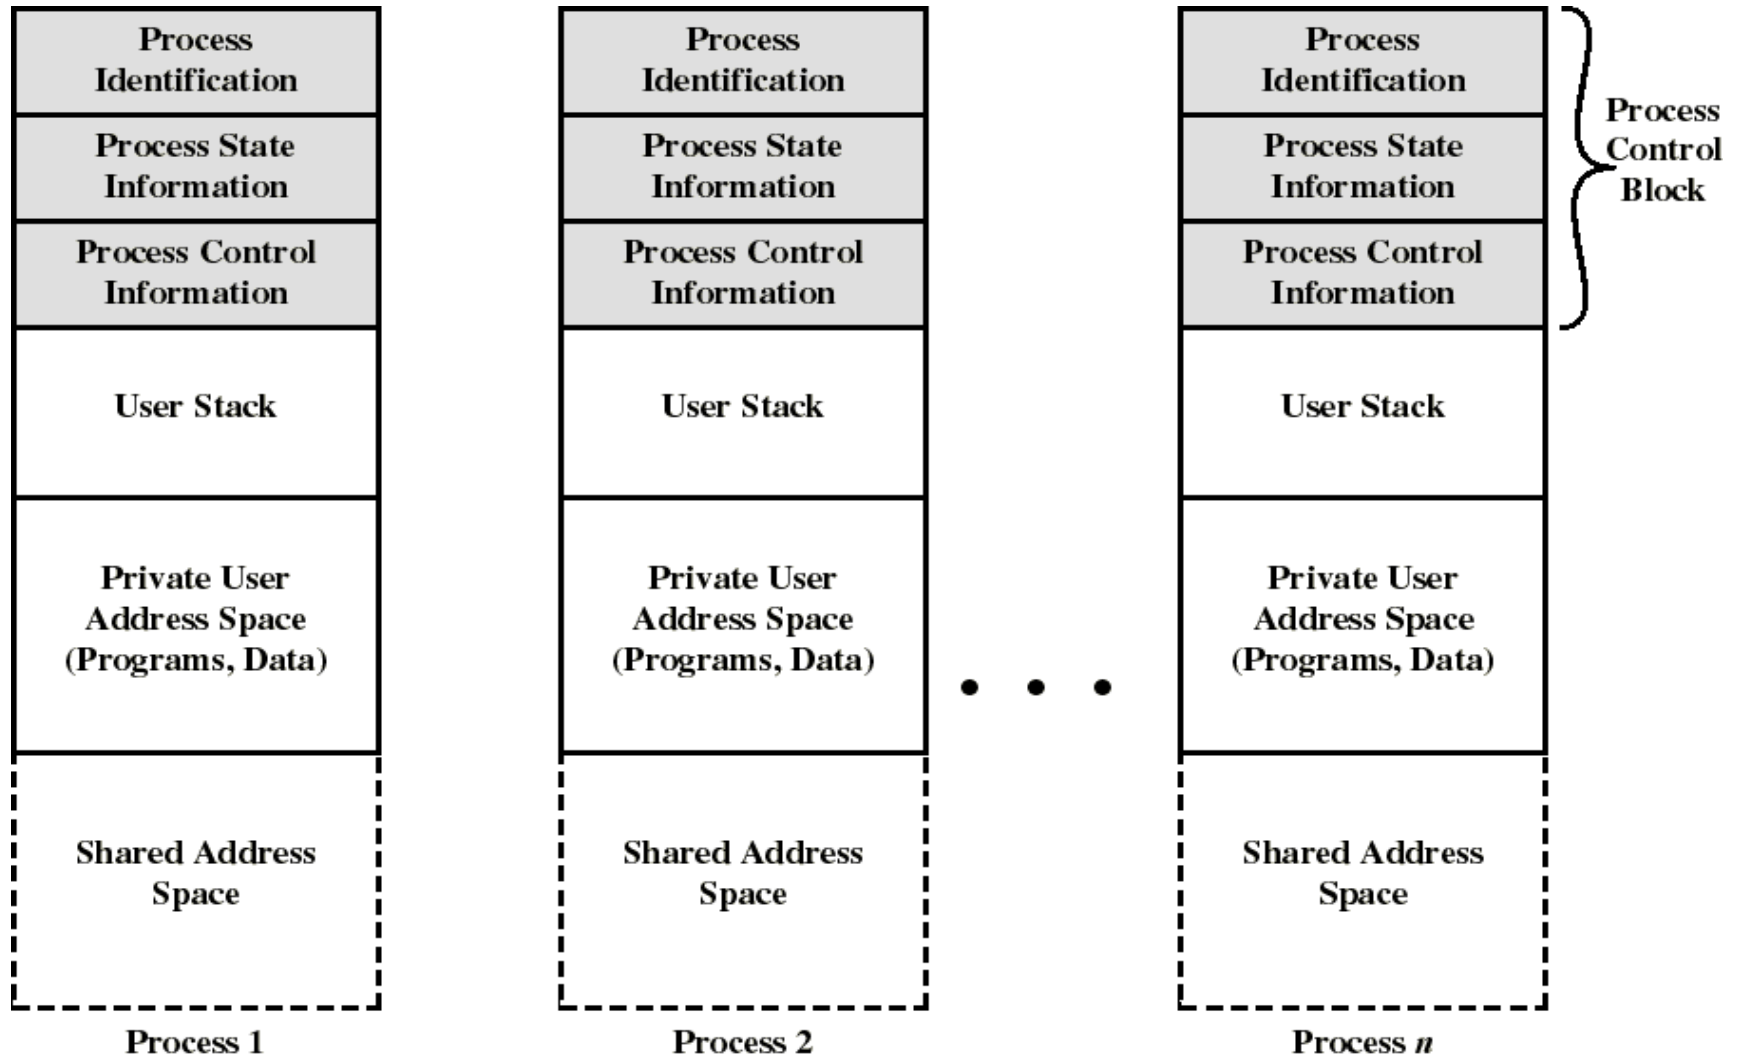 Process
Identification
Process State
Information
Process Control
Information
User Stack
Private User
Address Space
(Programs, Data)
Shared Address
Space
Process 1
Process
Identification
Process State
Information
Process Control
Information
User Stack
Private User
Address Space
(Programs, Data)
Shared Address
Space
Process 2
• • •
Process
Identification
Process State
Information
Process Control
Information
User Stack
Private User
Address Space
(Programs, Data)
Shared Address
Space
Process n
Process
Control
Block